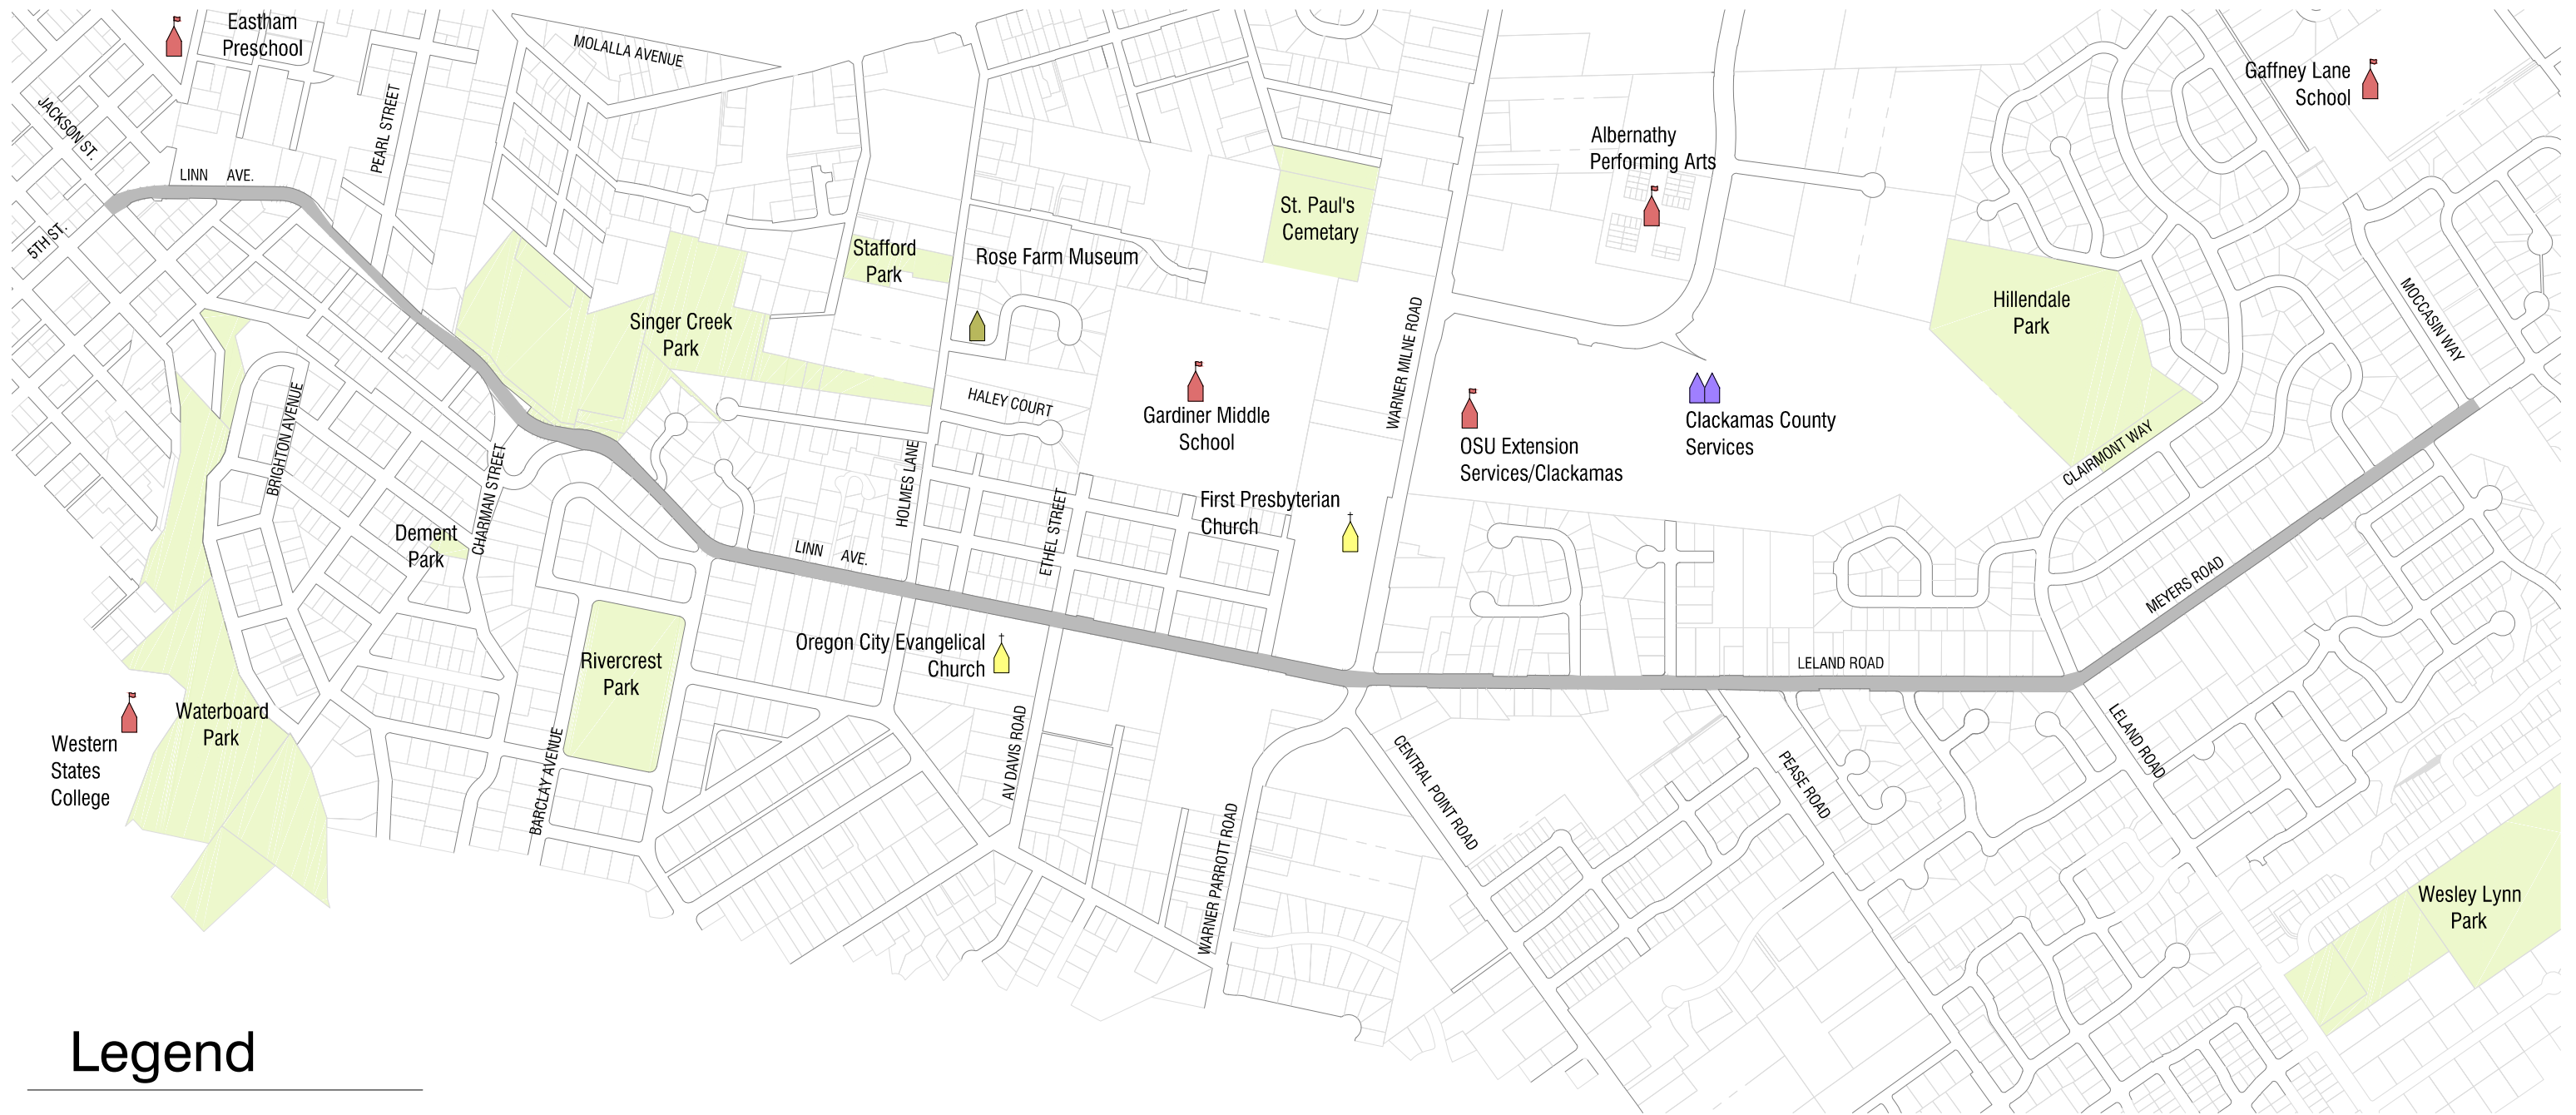 Eastham
Preschool
MOLALLA AVENUE
Gaffney Lane
School
JACKSON ST.
PEARL STREET
Albernathy
Performing Arts
LINN AVE.
5TH ST.
St. Paul's
Cemetary
Stafford
Park
Rose Farm Museum
Singer Creek
Park
Hillendale
Park
MOCCASIN WAY
WARNER MILNE ROAD
HALEY COURT
Gardiner Middle
School
BRIGHTON AVENUE
OSU Extension
Services/Clackamas
Clackamas County
Services
CLAIRMONT WAY
CHARMAN STREET
HOLMES LANE
ETHEL STREET
First Presbyterian
Church
Dement
Park
LINN AVE.
MEYERS ROAD
Oregon City Evangelical
Church
Rivercrest
Park
LELAND ROAD
Waterboard
Park
Western
States
College
BARCLAY AVENUE
AV DAVIS ROAD
CENTRAL POINT ROAD
PEASE ROAD
LELAND ROAD
WARNER PARROTT ROAD
Wesley Lynn
Park
Legend